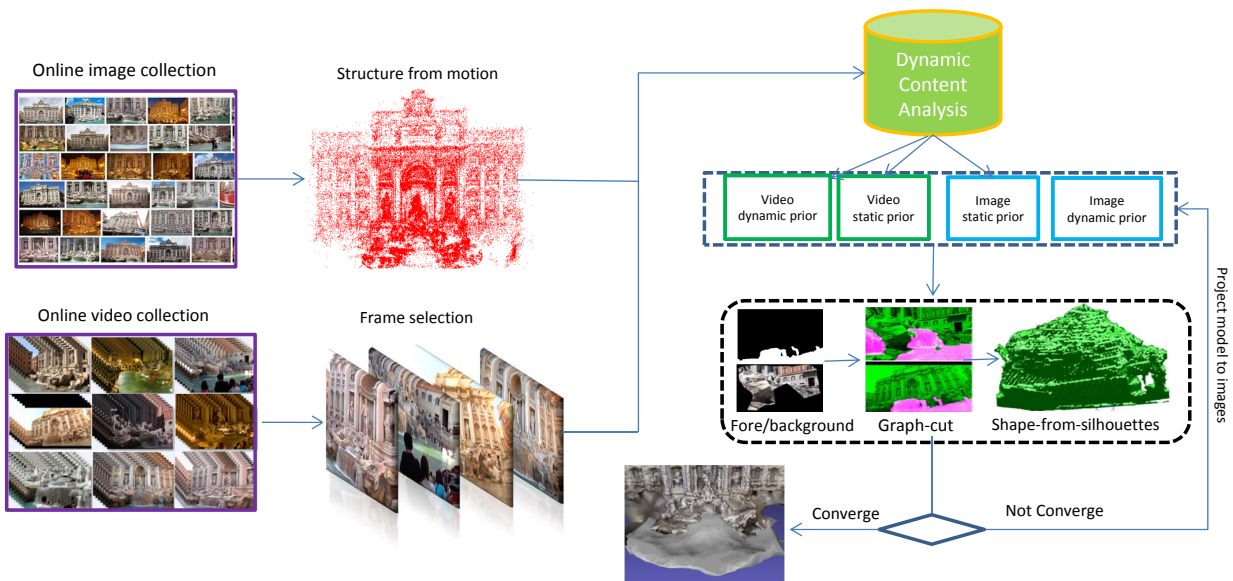 Online image collection
Structure from motion
Dynamic
Content
Analysis
Video
dynamic prior
Video
static prior
Image
static prior
Image
dynamic prior
Project model to images
Online video collection
Frame selection
Fore/background
Graph-cut
Shape-from-silhouettes
Converge
Not Converge